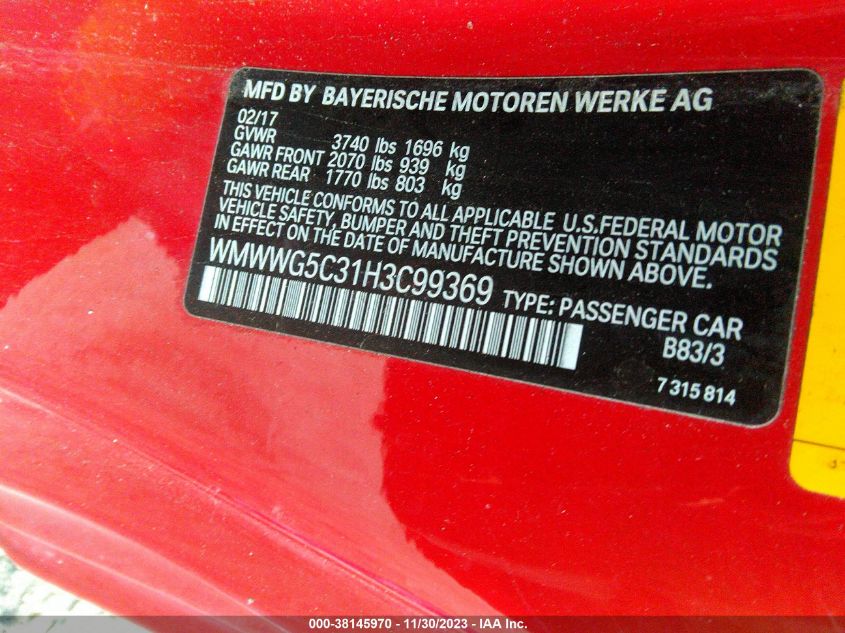 MFD BY BAYERISCHE MOTOREN WERKE AG
02/17
GVWR 3740 lbs 1696 kg
GAWR FRONT 2070 lbs 939 kg
GAWR REAR 1770 lbs 803 kg
THIS VEHICLE CONFORMS TO ALL APPLICABLE U.S.FEDERAL MOTOR
VEHICLE SAFETY, BUMPER AND THEFT PREVENTION STANDARDS
IN EFFECT ON THE DATE OF MANUFACTURE SHOWN ABOVE.
WMWWG5C31H3C99369 TYPE: PASSENGER CAR
B83/3
7 315 814
000-38145970 - 11/30/2023 - IAA Inc.